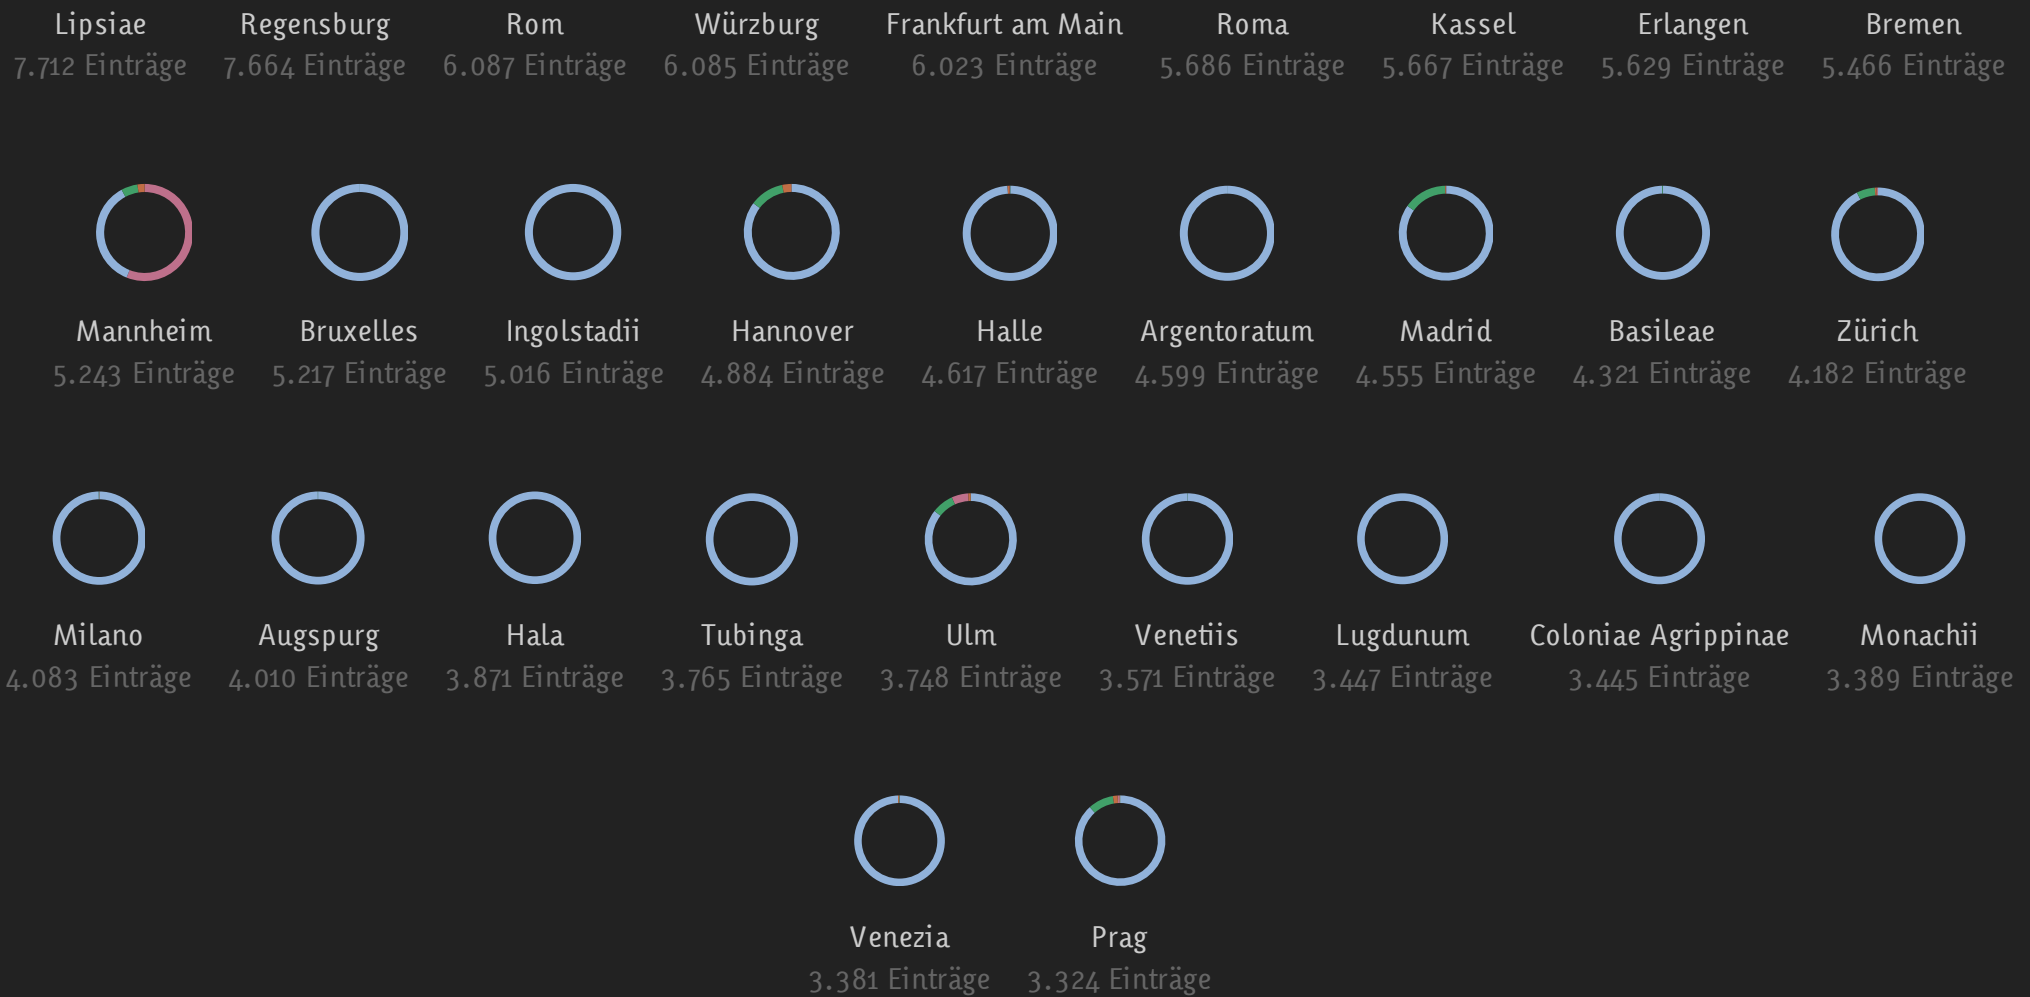 Lipsiae Regensburg Rom Würzburg Frankfurt am Main Roma Kassel Erlangen Bremen
7.712 Einträge 7.664 Einträge 6.087 Einträge 6.085 Einträge 6.023 Einträge 5.686 Einträge 5.667 Einträge 5.629 Einträge 5.466 Einträge
Mannheim Bruxelles Ingolstadii Hannover Halle Argentoratum Madrid Basileae Zürich
5.243 Einträge 5.217 Einträge 5.016 Einträge 4.884 Einträge 4.617 Einträge 4.599 Einträge 4.555 Einträge 4.321 Einträge 4.182 Einträge
Milano Augspurg Hala Tubinga Ulm Venetiis Lugdunum Coloniae Agrippinae Monachii
4.083 Einträge 4.010 Einträge 3.871 Einträge 3.765 Einträge 3.748 Einträge 3.571 Einträge 3.447 Einträge 3.445 Einträge 3.389 Einträge
Venezia Prag
3.381 Einträge 3.324 Einträge